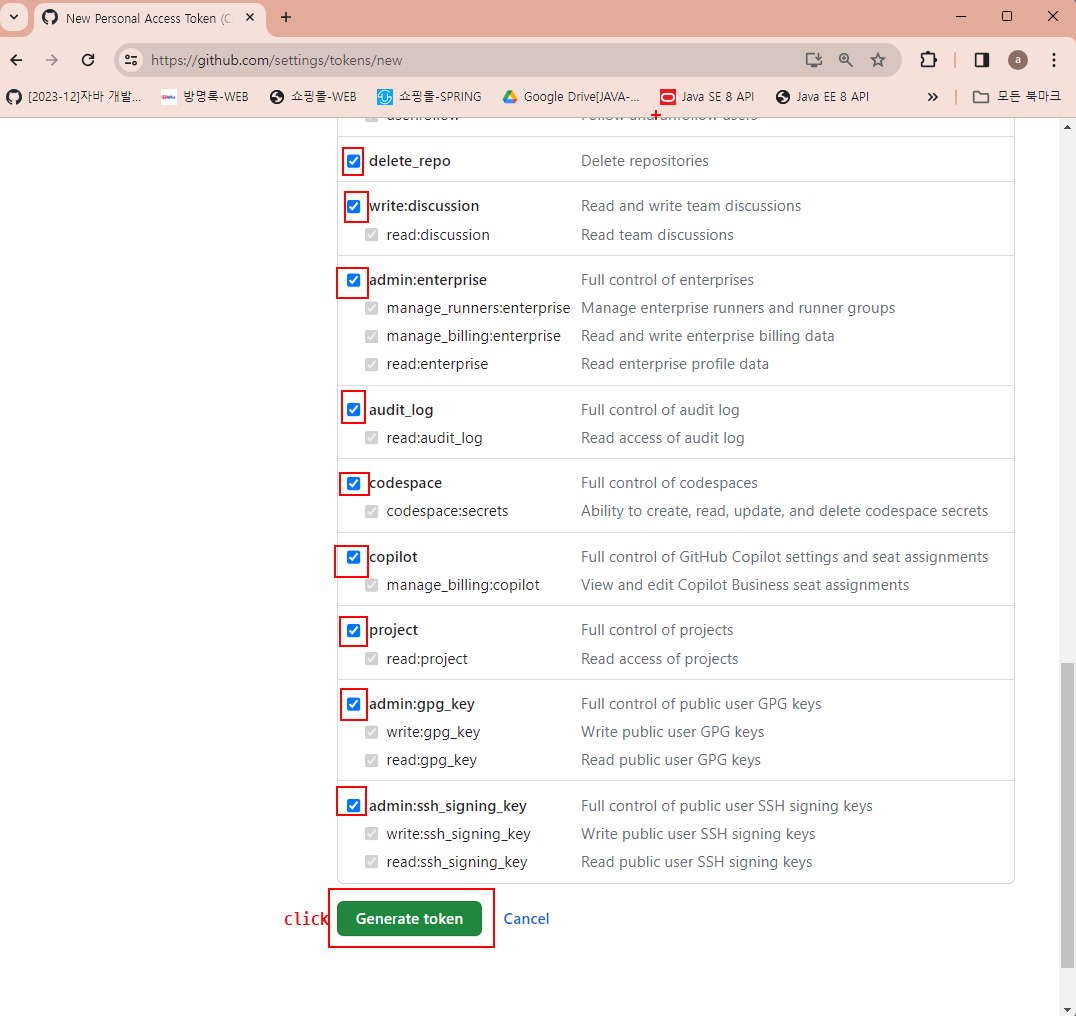 New Personal Access Token (C
https://github.com/settings/tokens/new
a
[2023-12]자바 개발... 방명록-WEB 쇼핑몰-WEB 쇼핑몰-SPRING Google Drive[JAVA-... Java SE 8 API Java EE 8 API » 모든 북마크
user:follow Follow and unfollow users
delete_repo Delete repositories
write:discussion Read and write team discussions
read:discussion Read team discussions
admin:enterprise Full control of enterprises
manage_runners:enterprise Manage enterprise runners and runner groups
manage_billing:enterprise Read and write enterprise billing data
read:enterprise Read enterprise profile data
audit_log Full control of audit log
read:audit_log Read access of audit log
codespace Full control of codespaces
codespace:secrets Ability to create, read, update, and delete codespace secrets
copilot Full control of GitHub Copilot settings and seat assignments
manage_billing:copilot View and edit Copilot Business seat assignments
project Full control of projects
read:project Read access of projects
admin:gpg_key Full control of public user GPG keys
write:gpg_key Write public user GPG keys
read:gpg_key Read public user GPG keys
admin:ssh_signing_key Full control of public user SSH signing keys
write:ssh_signing_key Write public user SSH signing keys
read:ssh_signing_key Read public user SSH signing keys
click Generate token Cancel